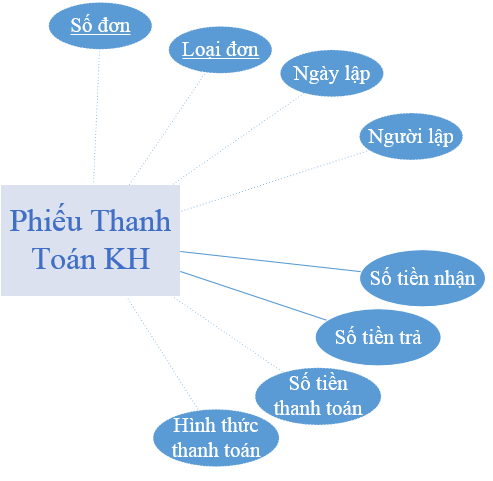 Số đơn
Loại đơn
Ngày lập
Người lập
Phiếu Thanh
Toán KH
Số tiền nhận
Số tiền trả
Số tiền
thanh toán
Hình thức
thanh toán